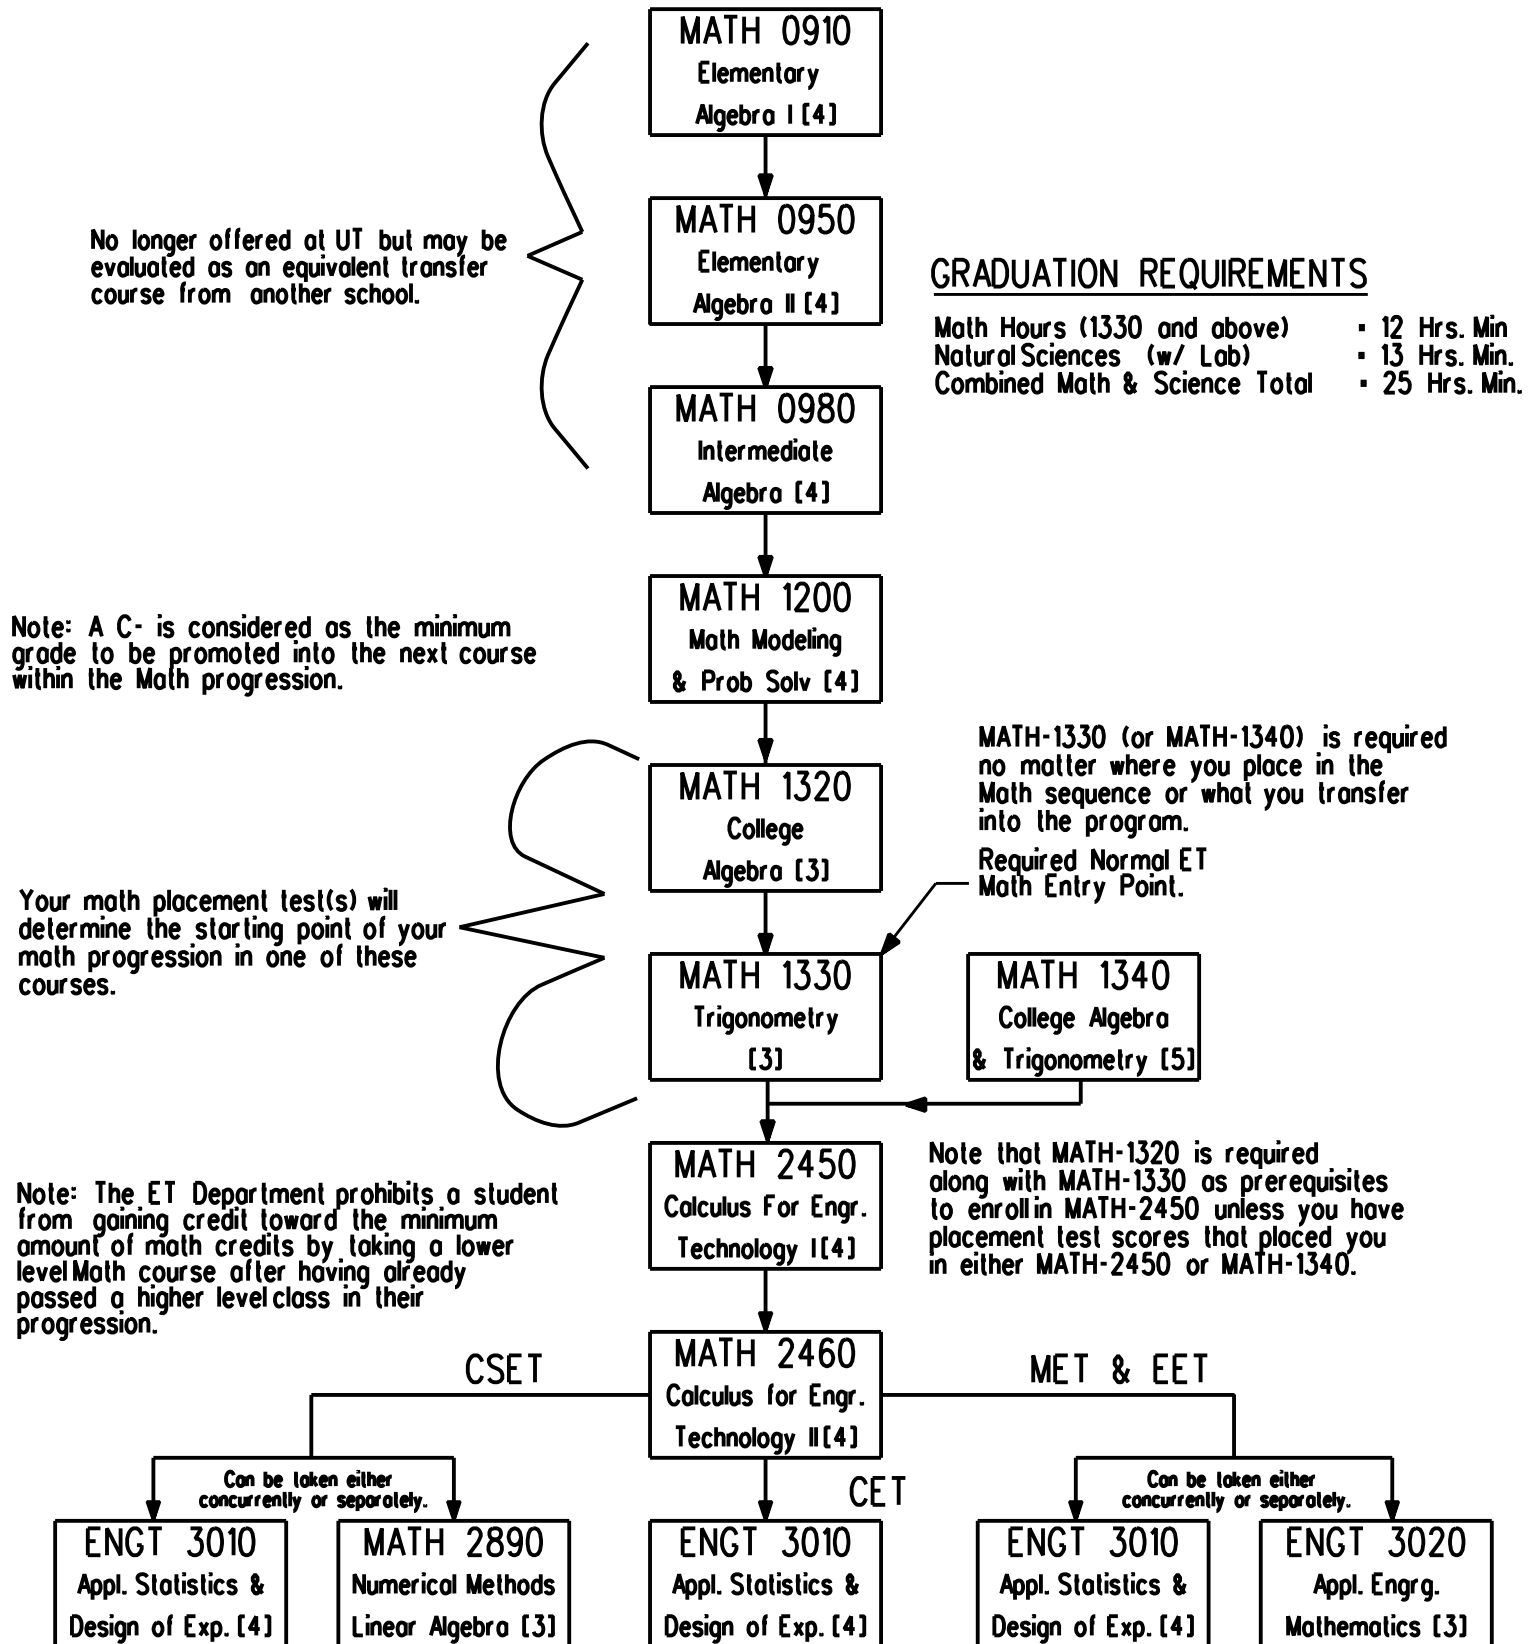 MATH 0910
Elementary
Algebra I [4]
MATH 0950
Elementary
Algebra II [4]
No longer offered at UT but may be
evaluated as an equivalent transfer
course from another school.
GRADUATION REQUIREMENTS
Math Hours (1330 and above) - 12 Hrs. Min
Natural Sciences (w/ Lab) - 13 Hrs. Min.
Combined Math & Science Total - 25 Hrs. Min.
MATH 0980
Intermediate
Algebra [4]
MATH 1200
Math Modeling
& Prob Solv [4]
Note: A C- is considered as the minimum
grade to be promoted into the next course
within the Math progression.
MATH 1320
College
Algebra [3]
MATH-1330 (or MATH-1340) is required
no matter where you place in the
Math sequence or what you transfer
into the program.
Required Normal ET
Math Entry Point.
Your math placement test(s) will
determine the starting point of your
math progression in one of these
courses.
MATH 1330
Trigonometry
[3]
MATH 1340
College Algebra
& Trigonometry [5]
MATH 2450
Calculus For Engr.
Technology I [4]
Note that MATH-1320 is required
along with MATH-1330 as prerequisites
to enroll in MATH-2450 unless you have
placement test scores that placed you
in either MATH-2450 or MATH-1340.
Note: The ET Department prohibits a student
from gaining credit toward the minimum
amount of math credits by taking a lower
level Math course after having already
passed a higher level class in their
progression.
MATH 2460
Calculus for Engr.
Technology II [4]
CSET
MET & EET
CET
Can be taken either
concurrently or separately.
Can be taken either
concurrently or separately.
ENGT 3010
Appl. Statistics &
Design of Exp. [4]
MATH 2890
Numerical Methods
Linear Algebra [3]
ENGT 3010
Appl. Statistics &
Design of Exp. [4]
ENGT 3010
Appl. Statistics &
Design of Exp. [4]
ENGT 3020
Appl. Engrg.
Mathematics [3]